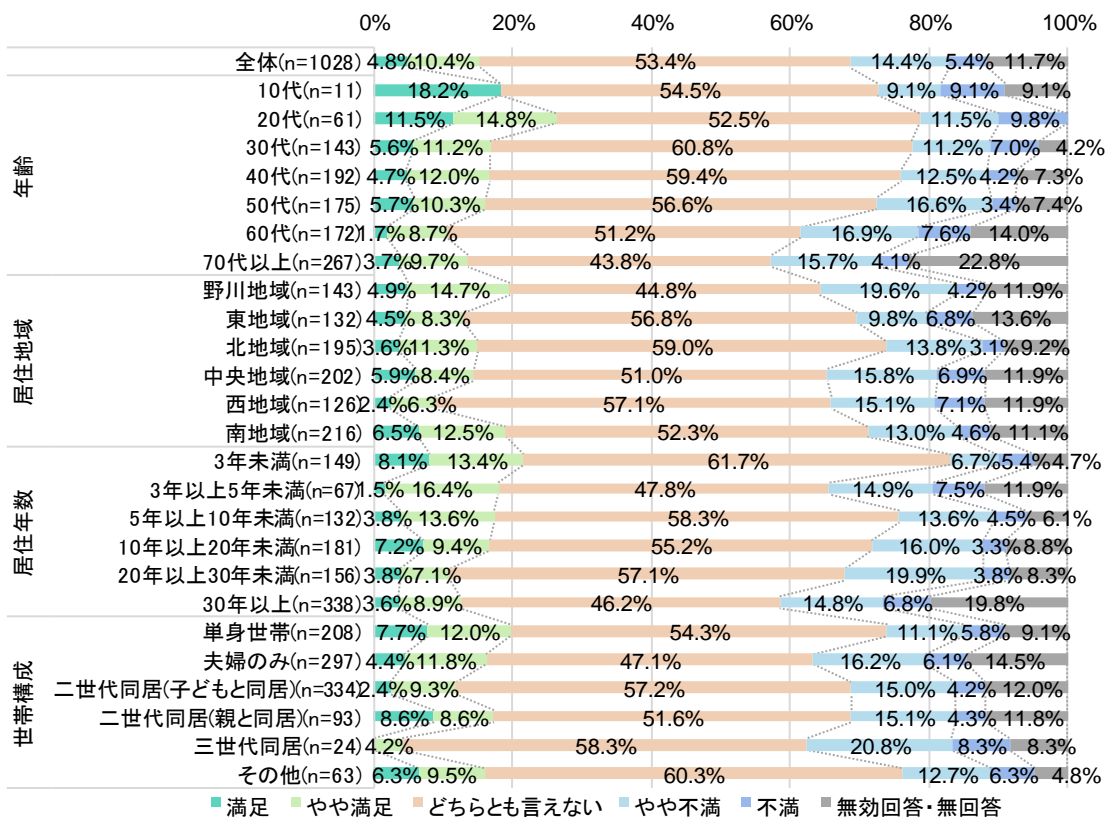 0% 20% 40% 60% 80% 100%
全体(n=1028) 4.8% 10.4% 53.4% 14.4% 5.4% 11.7%
年齢
10代(n=11) 18.2% 54.5% 9.1% 9.1% 9.1%
20代(n=61) 11.5% 14.8% 52.5% 11.5% 9.8%
30代(n=143) 5.6% 11.2% 60.8% 11.2% 7.0% 4.2%
40代(n=192) 4.7% 12.0% 59.4% 12.5% 4.2% 7.3%
50代(n=175) 5.7% 10.3% 56.6% 16.6% 3.4% 7.4%
60代(n=172) 1.7% 8.7% 51.2% 16.9% 7.6% 14.0%
70代以上(n=267) 3.7% 9.7% 43.8% 15.7% 4.1% 22.8%
居住地域
野川地域(n=143) 4.9% 14.7% 44.8% 19.6% 4.2% 11.9%
東地域(n=132) 4.5% 8.3% 56.8% 9.8% 6.8% 13.6%
北地域(n=195) 3.6% 11.3% 59.0% 13.8% 3.1% 9.2%
中央地域(n=202) 5.9% 8.4% 51.0% 15.8% 6.9% 11.9%
西地域(n=126) 2.4% 6.3% 57.1% 15.1% 7.1% 11.9%
南地域(n=216) 6.5% 12.5% 52.3% 13.0% 4.6% 11.1%
居住年数
3年未満(n=149) 8.1% 13.4% 61.7% 6.7% 5.4% 4.7%
3年以上5年未満(n=67) 1.5% 16.4% 47.8% 14.9% 7.5% 11.9%
5年以上10年未満(n=132) 3.8% 13.6% 58.3% 13.6% 4.5% 6.1%
10年以上20年未満(n=181) 7.2% 9.4% 55.2% 16.0% 3.3% 8.8%
20年以上30年未満(n=156) 3.8% 7.1% 57.1% 19.9% 3.8% 8.3%
30年以上(n=338) 3.6% 8.9% 46.2% 14.8% 6.8% 19.8%
世帯構成
単身世帯(n=208) 7.7% 12.0% 54.3% 11.1% 5.8% 9.1%
夫婦のみ(n=297) 4.4% 11.8% 47.1% 16.2% 6.1% 14.5%
二世代同居(子どもと同居)(n=334) 2.4% 9.3% 57.2% 15.0% 4.2% 12.0%
二世代同居(親と同居)(n=93) 8.6% 8.6% 51.6% 15.1% 4.3% 11.8%
三世代同居(n=24) 4.2% 58.3% 20.8% 8.3% 8.3%
その他(n=63) 6.3% 9.5% 60.3% 12.7% 6.3% 4.8%
満足 やや満足 どちらとも言えない やや不満 不満 無効回答・無回答